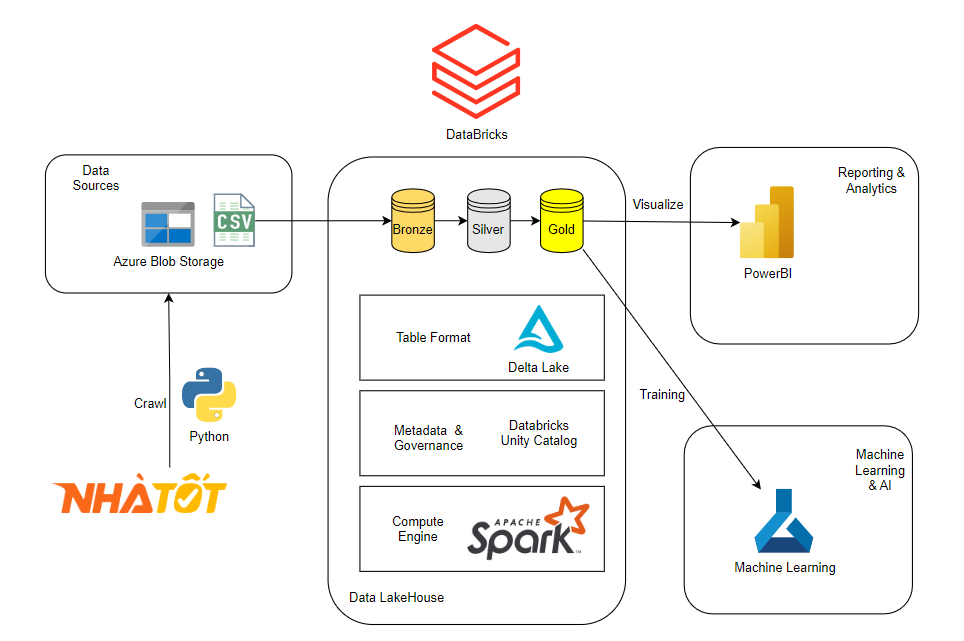 DataBricks
Data
Sources
CSV
Azure Blob Storage
Bronze
Silver
Gold
Visualize
Reporting &
Analytics
PowerBI
Table Format
Delta Lake
Crawl
Python
Training
Metadata &
Governance
Databricks
Unity Catalog
NHÀTỐT
Compute
Engine
APACHE
Spark
TM
Machine
Learning
& AI
Machine Learning
Data LakeHouse